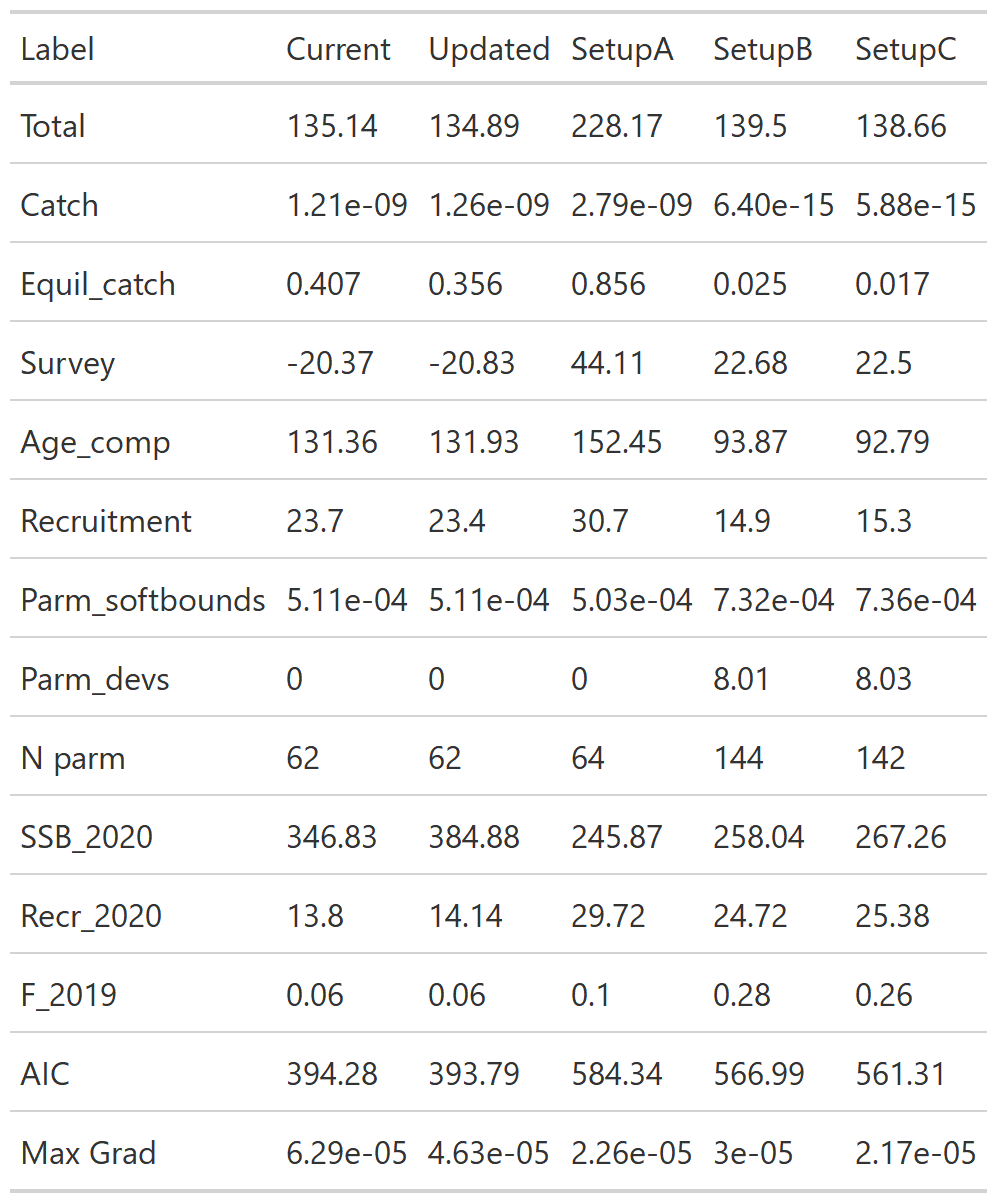 Label Current Updated SetupA SetupB SetupC
Total 135.14 134.89 228.17 139.5 138.66
Catch 1.21e-09 1.26e-09 2.79e-09 6.40e-15 5.88e-15
Equil_catch 0.407 0.356 0.856 0.025 0.017
Survey -20.37 -20.83 44.11 22.68 22.5
Age_comp 131.36 131.93 152.45 93.87 92.79
Recruitment 23.7 23.4 30.7 14.9 15.3
Parm_softbounds 5.11e-04 5.11e-04 5.03e-04 7.32e-04 7.36e-04
Parm_devs 0 0 0 8.01 8.03
N parm 62 62 64 144 142
SSB_2020 346.83 384.88 245.87 258.04 267.26
Recr_2020 13.8 14.14 29.72 24.72 25.38
F_2019 0.06 0.06 0.1 0.28 0.26
AIC 394.28 393.79 584.34 566.99 561.31
Max Grad 6.29e-05 4.63e-05 2.26e-05 3e-05 2.17e-05